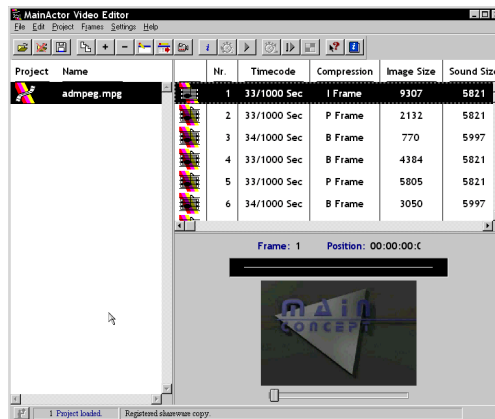 MainActor Video Editor
File Edit Project Frames Settings Help
Project Name
admpeg.mpg
Nr. Timecode Compression Image Size Sound Size
1 33/1000 Sec I Frame 9307 5821
2 33/1000 Sec P Frame 2132 5821
3 34/1000 Sec B Frame 770 5997
4 33/1000 Sec B Frame 4384 5821
5 33/1000 Sec P Frame 5805 5821
6 34/1000 Sec B Frame 3050 5997
Frame: 1 Position: 00:00:00:0
MAIN
CONCEPT
1 Project loaded. Registered shareware copy.